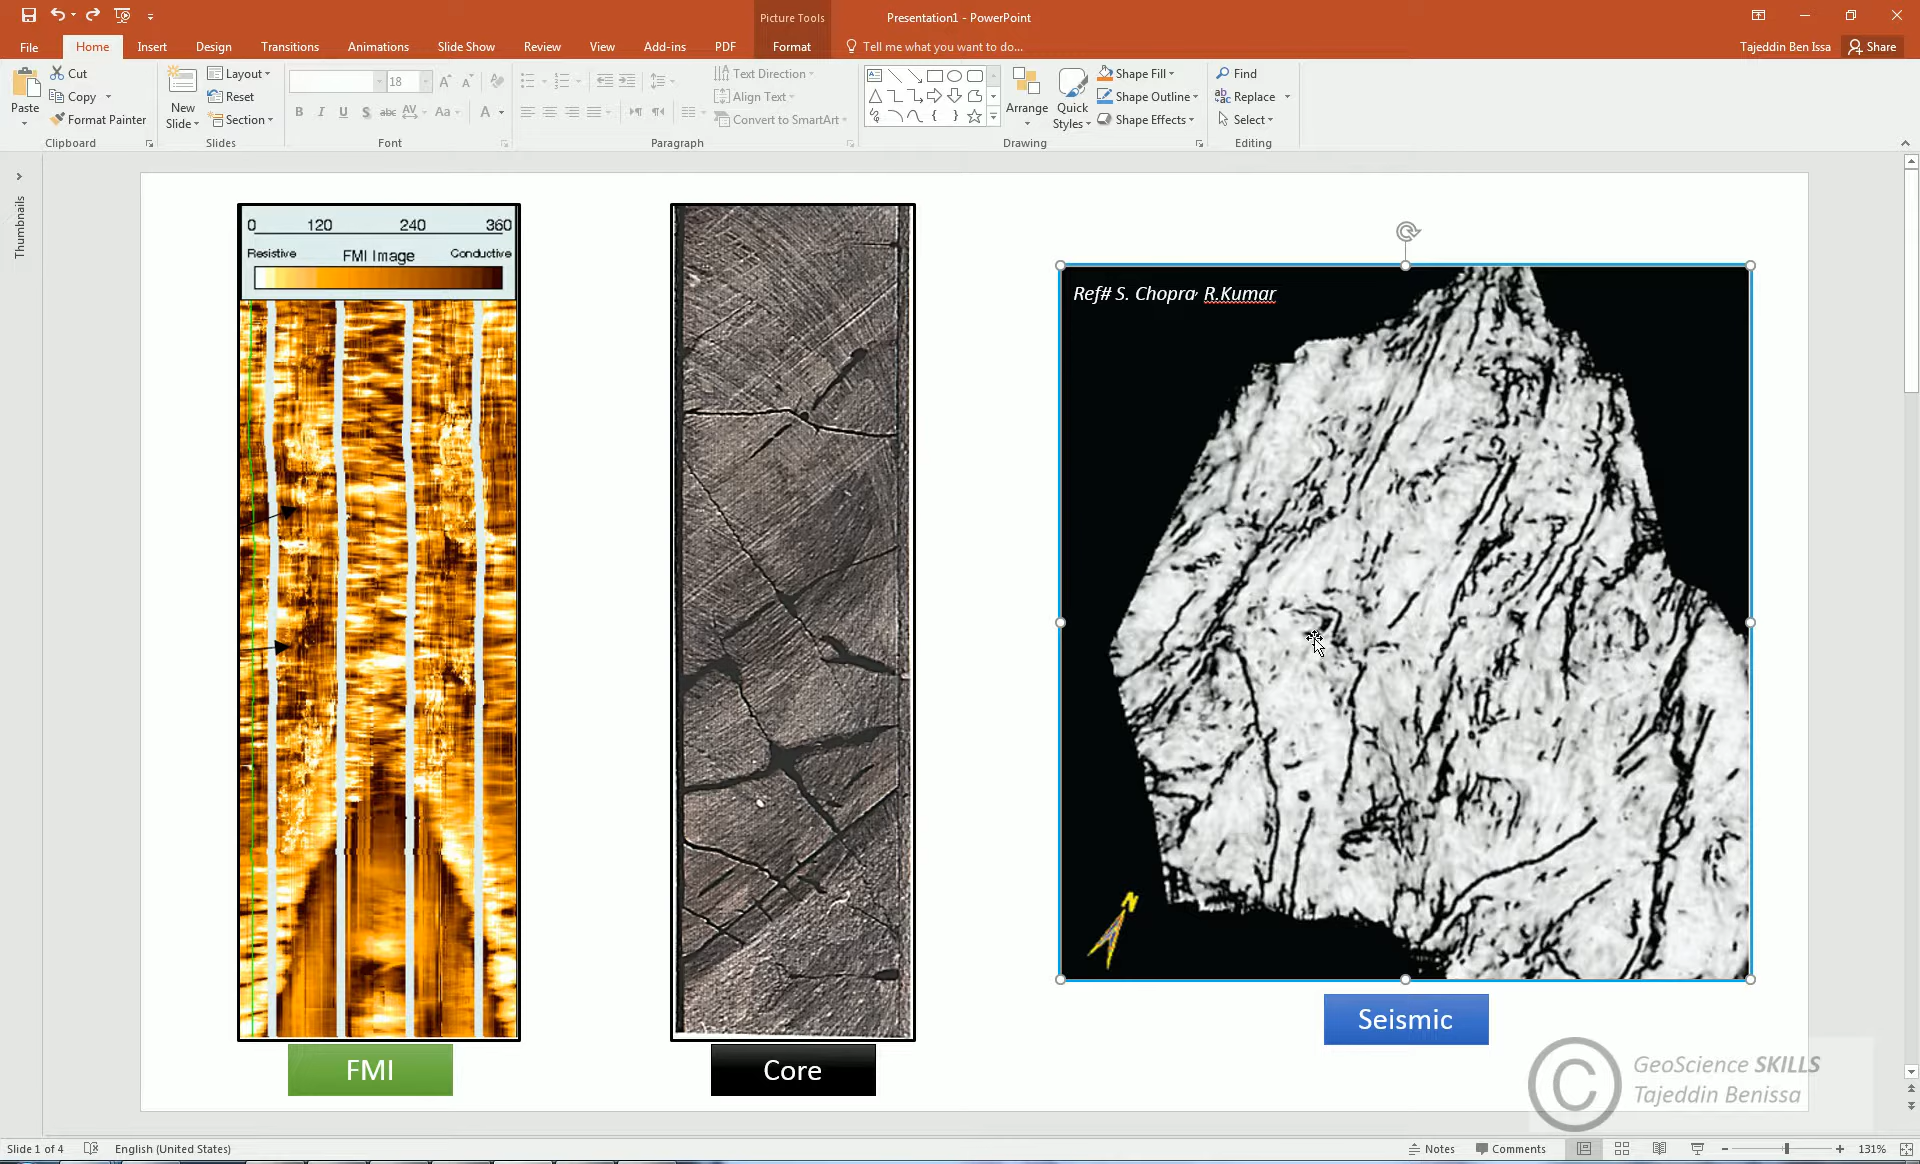 Picture Tools
Presentation1 - PowerPoint
File
Home
Insert
Design
Transitions
Animations
Slide Show
Review
View
Add-ins
PDF
Format
Tell me what you want to do...
Tajeddin Ben Issa
Share
Paste
Cut
Copy
Format Painter
Clipboard
New
Slide
Layout
Reset
Section
Slides
18
A A
B I U S abc AV Aa A
Font
Text Direction
Align Text
Convert to SmartArt
Paragraph
Arrange
Quick
Styles
Shape Fill
Shape Outline
Shape Effects
Drawing
Find
Replace
Select
Editing
Thumbnails
0 120 240 360
Resistive FMI Image Conductive
FMI
Core
Ref# S. Chopra, R.Kumar
N
Seismic
© GeoScience SKILLS
Tajeddin Benissa
Slide 1 of 4
English (United States)
Notes
Comments
131%